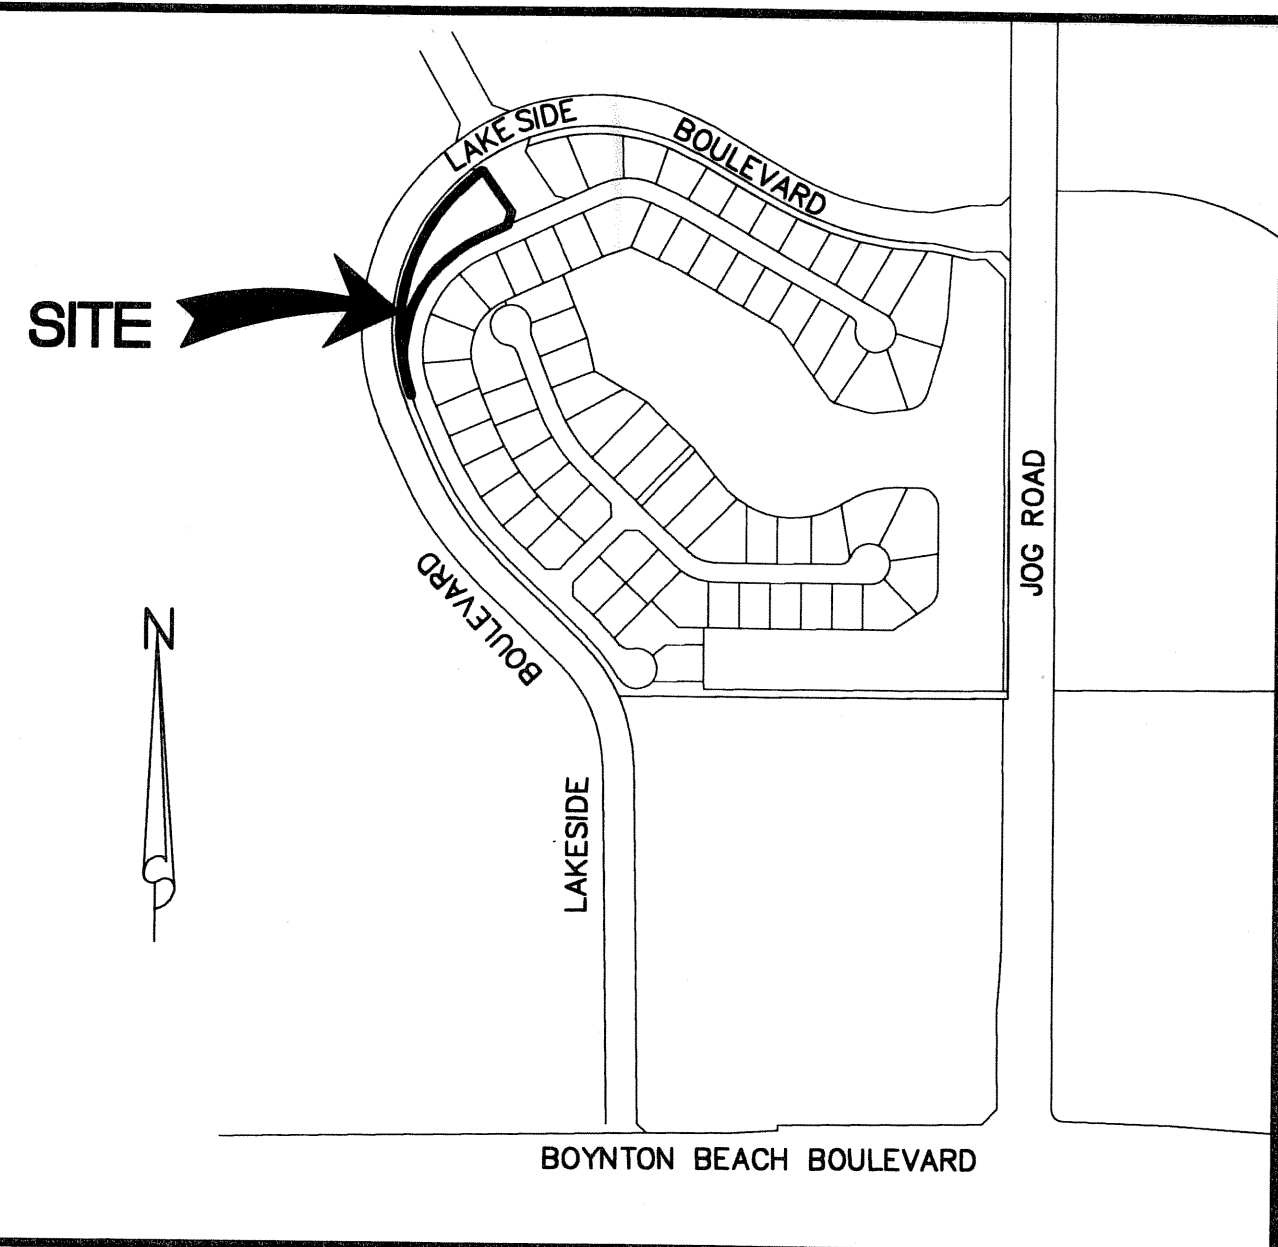 LAKE SIDE BOULEVARD
SITE
JOG ROAD
BOULEVARD
N
LAKESIDE
BOYNTON BEACH BOULEVARD